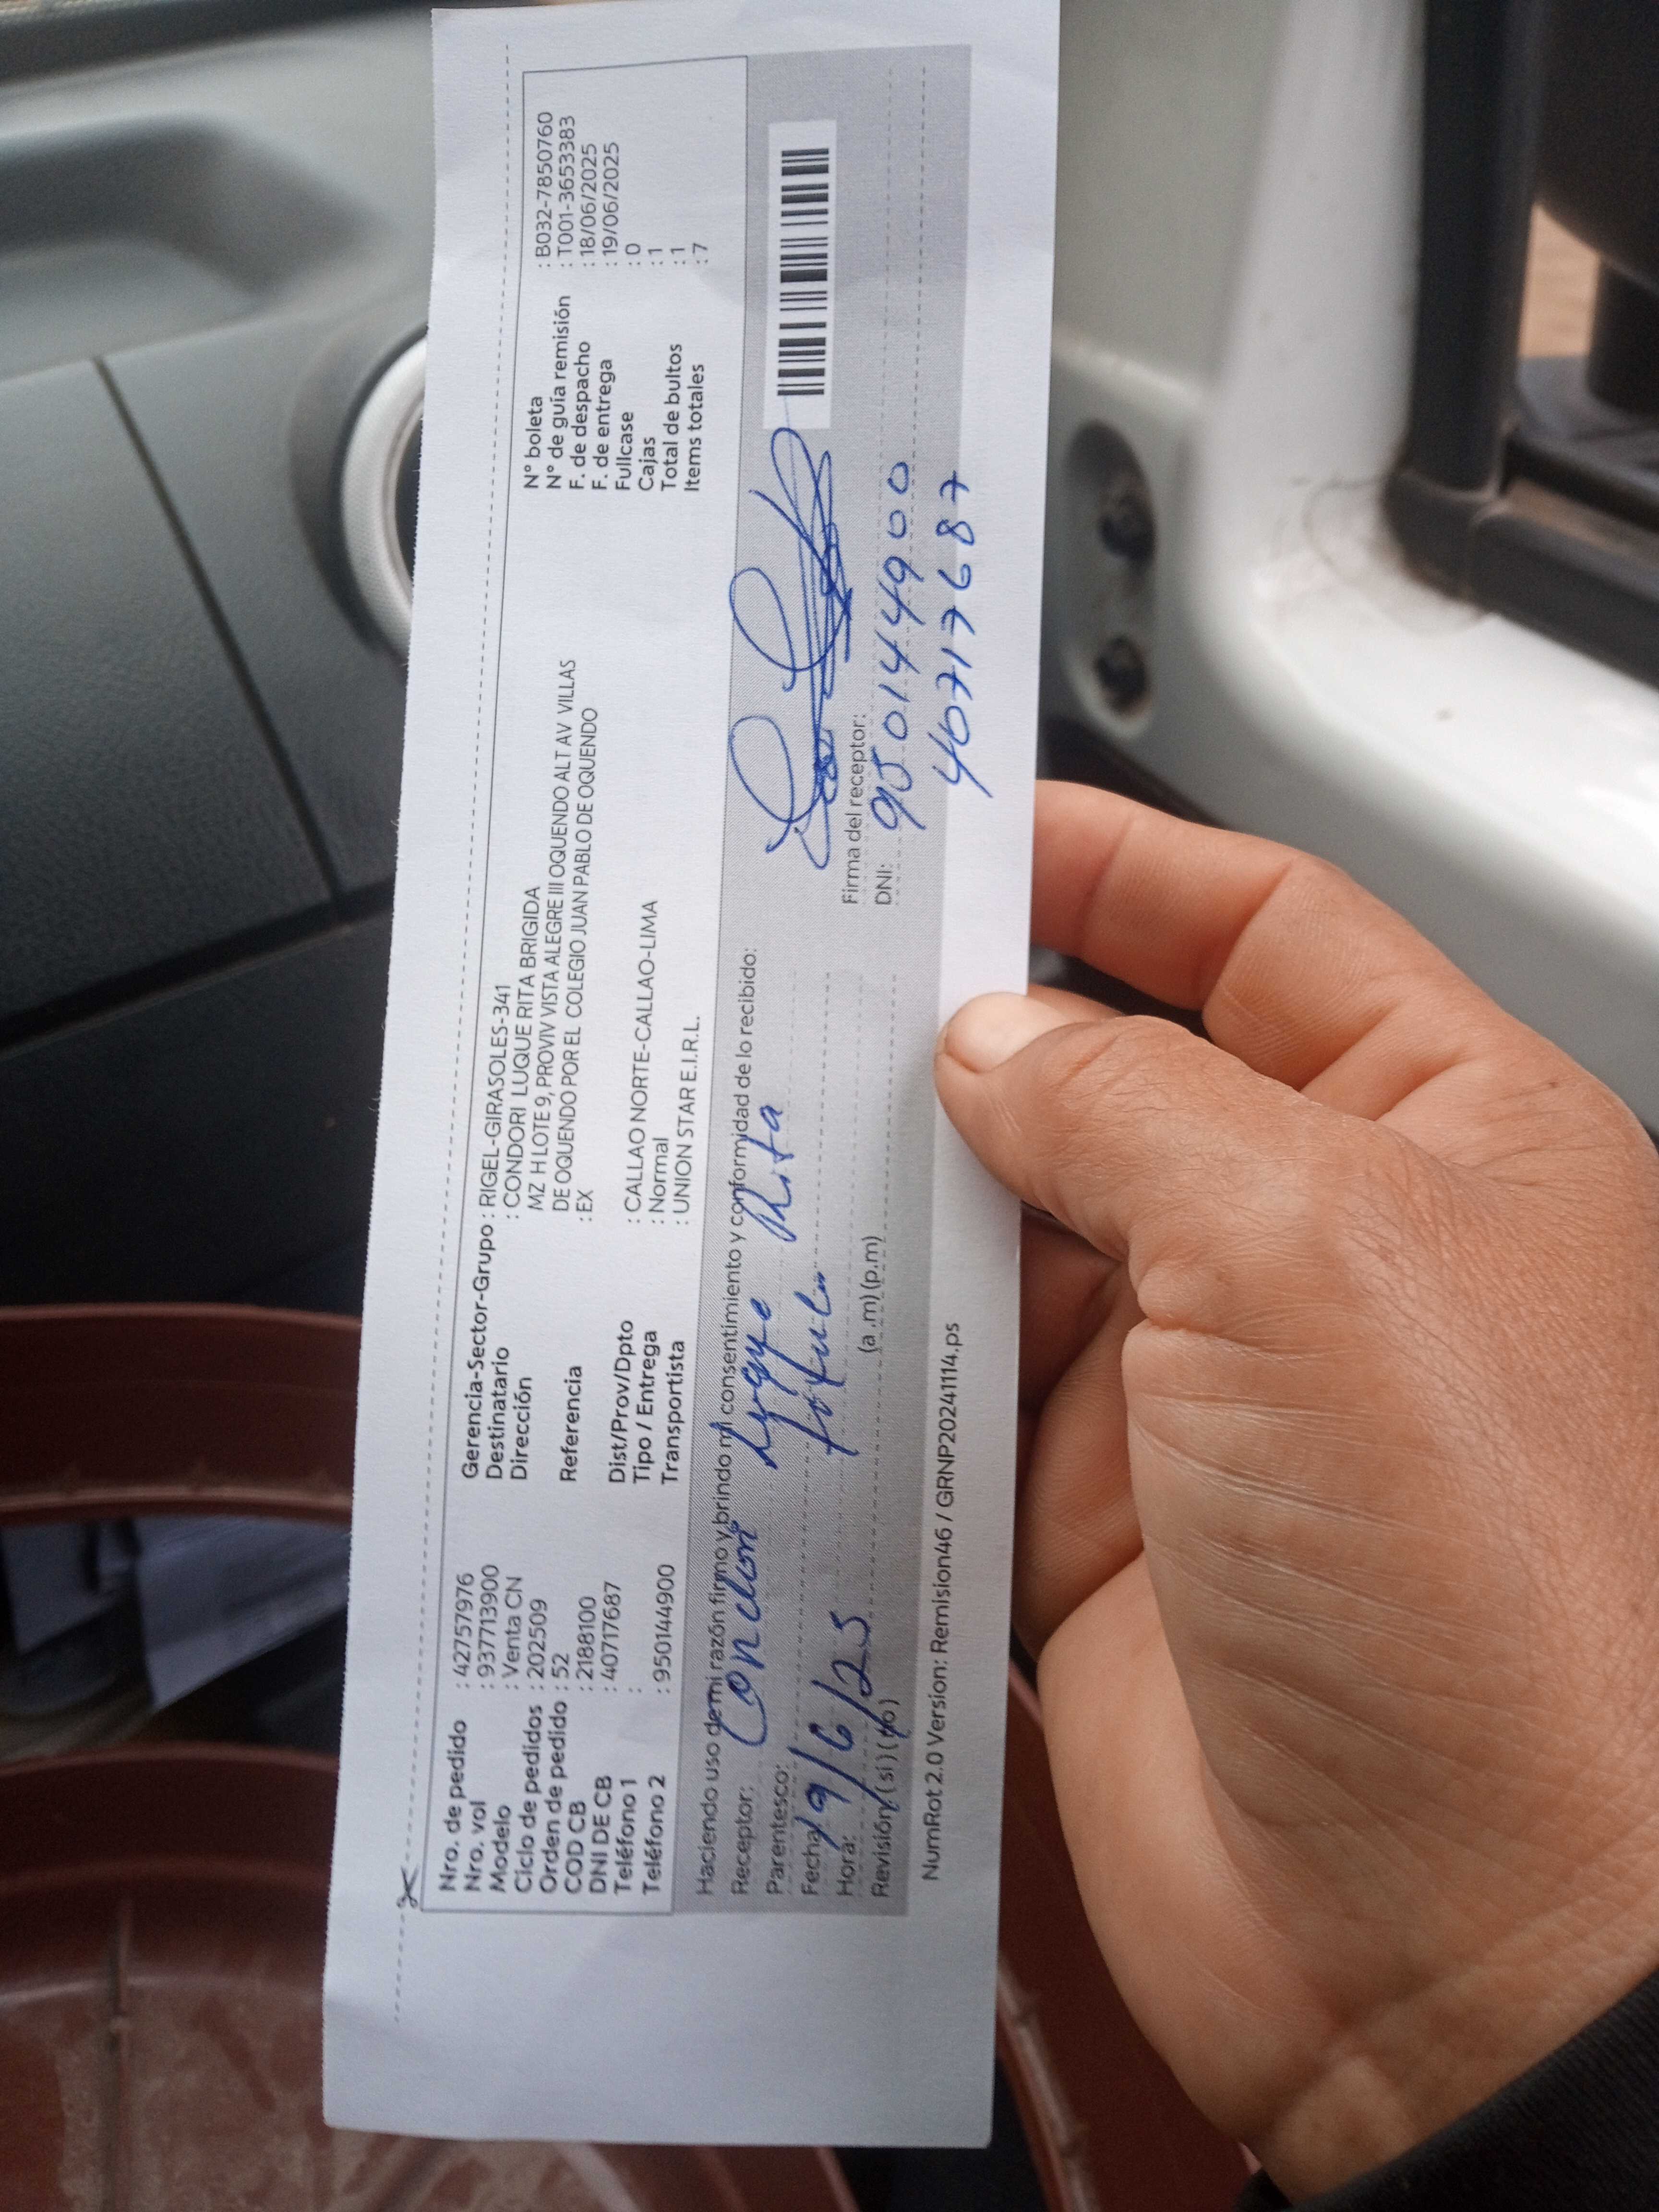 Nro. de pedido : 42757976
Nro. vol : 937713900
Modelo : Venta CN
Ciclo de pedidos : 202509
Orden de pedido : 52
COD CB : 2188100
DNI DE CB : 40717687
Teléfono 1 :
Teléfono 2 : 950144900
Gerencia-Sector-Grupo : RIGEL-GIRASOLES-341
Destinatario : CONDORI LUQUE RITA BRIGIDA
Dirección MZ H LOTE 9, PROVIV VISTA ALEGRE III OQUENDO ALT AV VILLAS
DE OQUENDO POR EL COLEGIO JUAN PABLO DE OQUENDO
Referencia : EX
Dist/Prov/Dpto : CALLAO NORTE-CALLAO-LIMA
Tipo / Entrega : Normal
Transportista : UNION STAR E.I.R.L.
N° boleta : B032-7850760
N° de guía remisión : T001-3653383
F. de despacho : 18/06/2025
F. de entrega : 19/06/2025
Fullcase : 0
Cajas : 1
Total de bultos : 1
Items totales : 7
Haciendo uso de mi razón firmo y brindo mi consentimiento y conformidad de lo recibido:
Receptor: Condori Luque Rita
Parentesco:
Fecha: 19/6/25
Hora: (a .m) (p.m)
Revisión ( si ) ( no )
Firma del receptor:
DNI: 950144900
40717687
NumRot 2.0 Version: Remision46 / GRNP20241114.ps